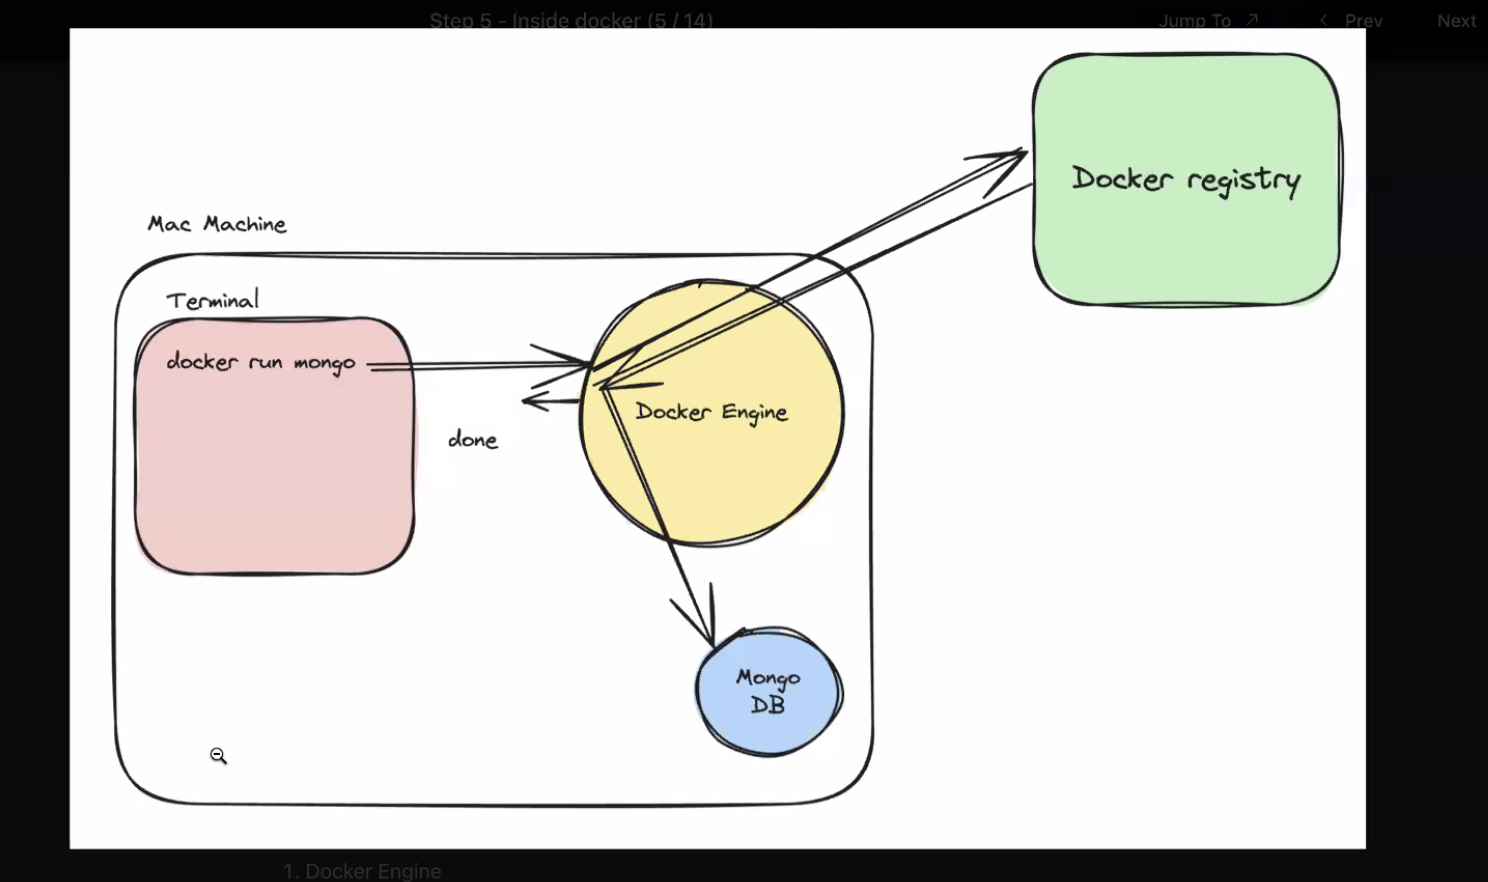 Step 5 - Inside docker (5 / 14)
Jump To ↗
Prev
Next
Docker registry
Mac Machine
Terminal
docker run mongo
Docker Engine
done
Mongo
DB
1. Docker Engine